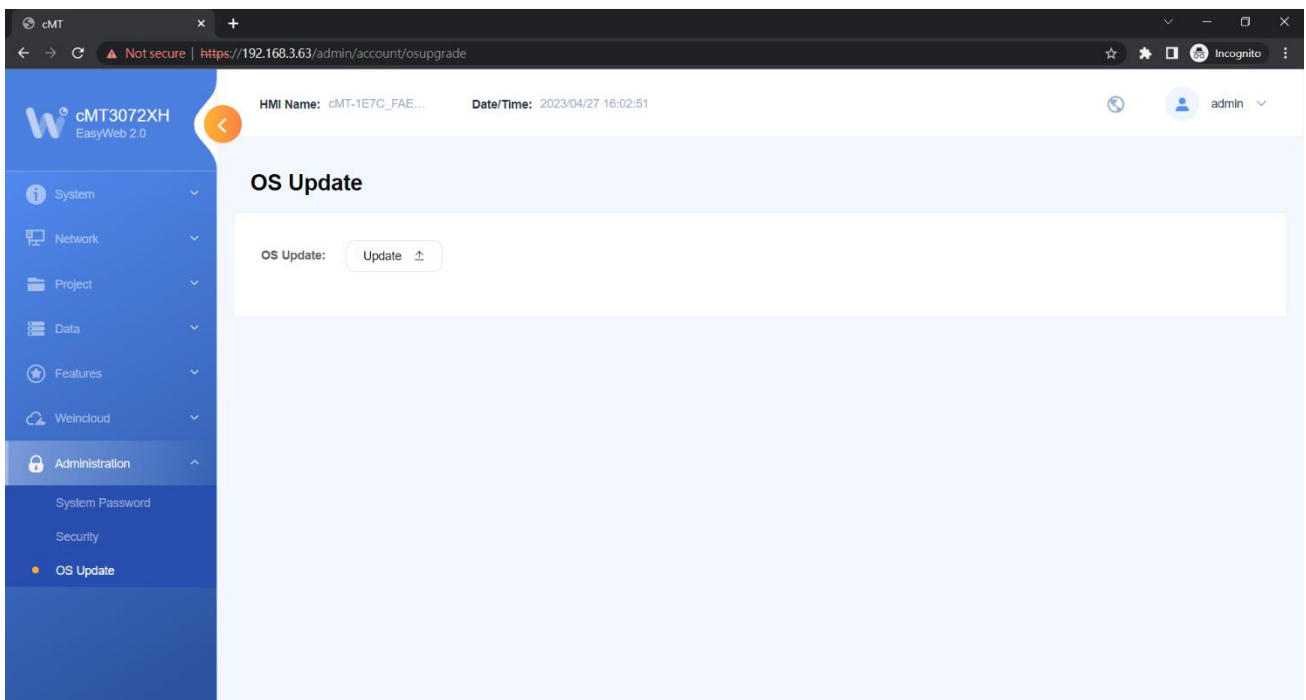 cMT
Not secure | https://192.168.3.63/admin/account/osupgrade
Incognito
cMT3072XH
EasyWeb 2.0
HMI Name: cMT-1E7C_FAE... Date/Time: 2023/04/27 16:02:51
admin
System
Network
Project
Data
Features
Weincloud
Administration
System Password
Security
OS Update
OS Update
OS Update: Update